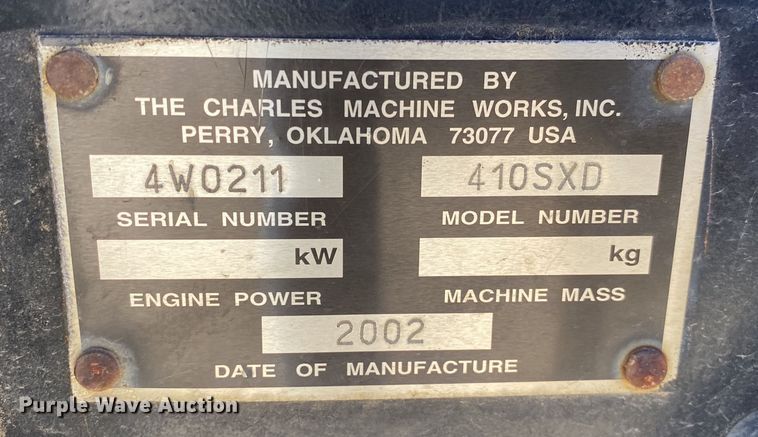 MANUFACTURED BY
THE CHARLES MACHINE WORKS, INC.
PERRY, OKLAHOMA 73077 USA
4W0211 410SXD
SERIAL NUMBER MODEL NUMBER
kW kg
ENGINE POWER MACHINE MASS
2002
DATE OF MANUFACTURE
Purple Wave Auction